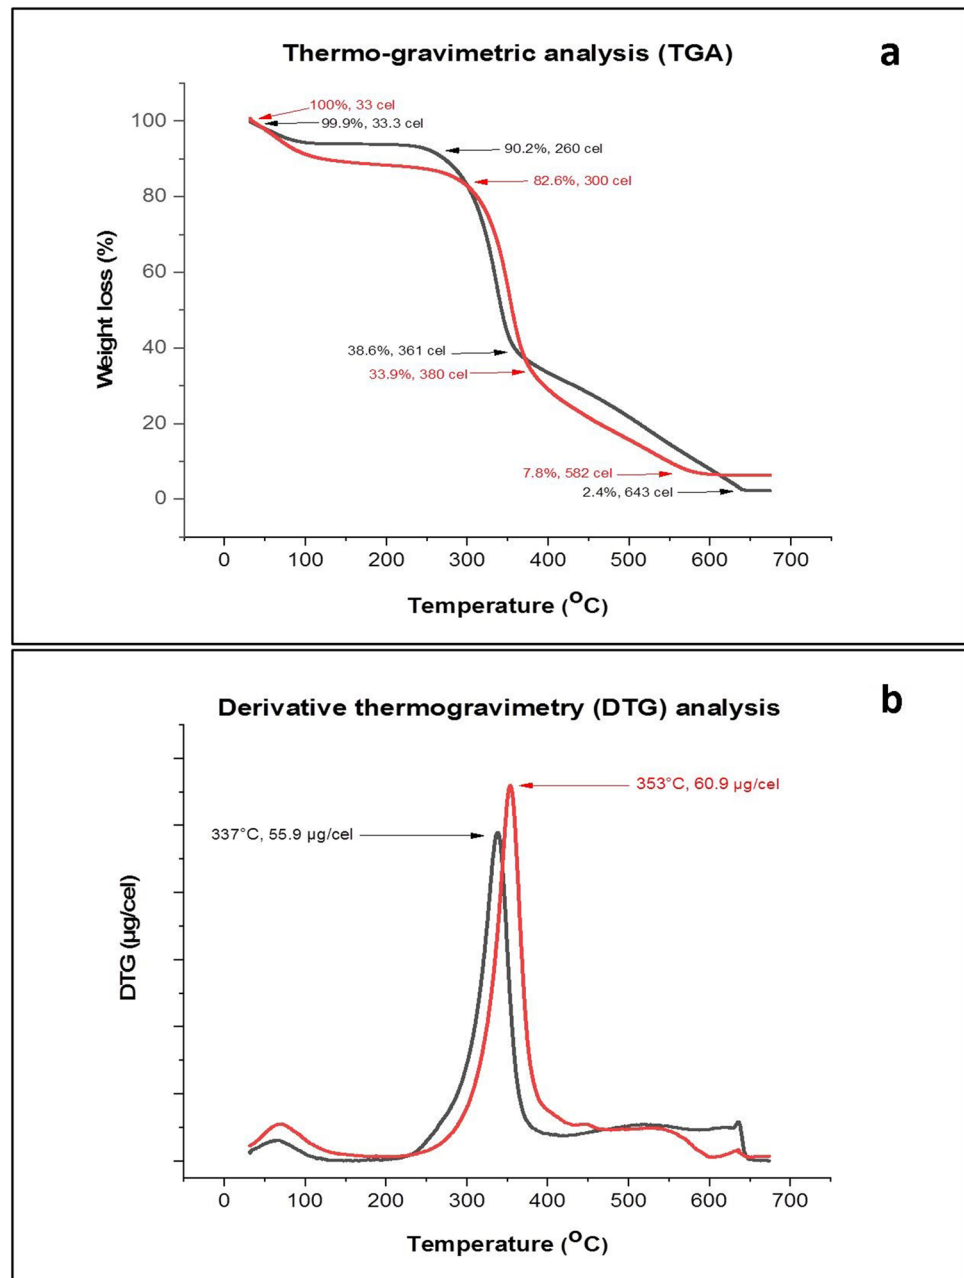 Thermo-gravimetric analysis (TGA)
a
100%, 33 cel
99.9%, 33.3 cel
90.2%, 260 cel
82.6%, 300 cel
38.6%, 361 cel
33.9%, 380 cel
7.8%, 582 cel
2.4%, 643 cel
Weight loss (%)
100
80
60
40
20
0
0 100 200 300 400 500 600 700
Temperature (°C)
Derivative thermogravimetry (DTG) analysis
b
353°C, 60.9 µg/cel
337°C, 55.9 µg/cel
DTG (µg/cel)
0 100 200 300 400 500 600 700
Temperature (°C)